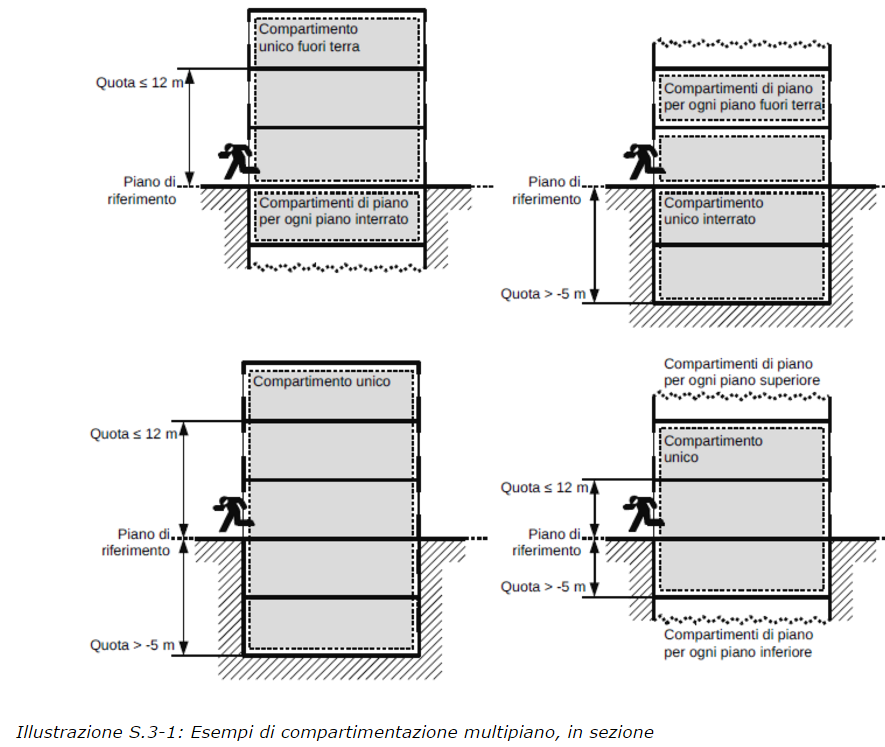 Compartimento
unico fuori terra
Quota ≤ 12 m
Piano di
riferimento
Compartimenti di piano
per ogni piano interrato
Compartimenti di piano
per ogni piano fuori terra
Piano di
riferimento
Compartimento
unico interrato
Quota > -5 m
Compartimento unico
Quota ≤ 12 m
Piano di
riferimento
Quota > -5 m
Compartimenti di piano
per ogni piano superiore
Compartimento
unico
Quota ≤ 12 m
Piano di
riferimento
Quota > -5 m
Compartimenti di piano
per ogni piano inferiore
Illustrazione S.3-1: Esempi di compartimentazione multipiano, in sezione